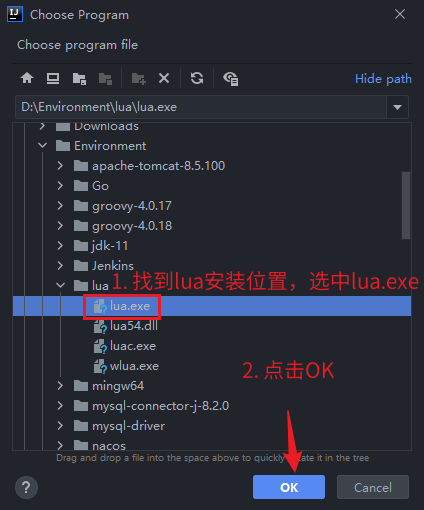 Choose Program
Choose program file
Hide path
D:\Environment\lua\lua.exe
Downloads
Environment
apache-tomcat-8.5.100
Go
groovy-4.0.17
groovy-4.0.18
jdk-11
Jenkins
1. 找到lua安装位置，选中lua.exe
lua
lua.exe
lua54.dll
luac.exe
wlua.exe
2. 点击OK
mingw64
mysql-connector-j-8.2.0
mysql-driver
nacos
Drag and drop a file into the space above to quickly locate it in the tree
?
OK
Cancel